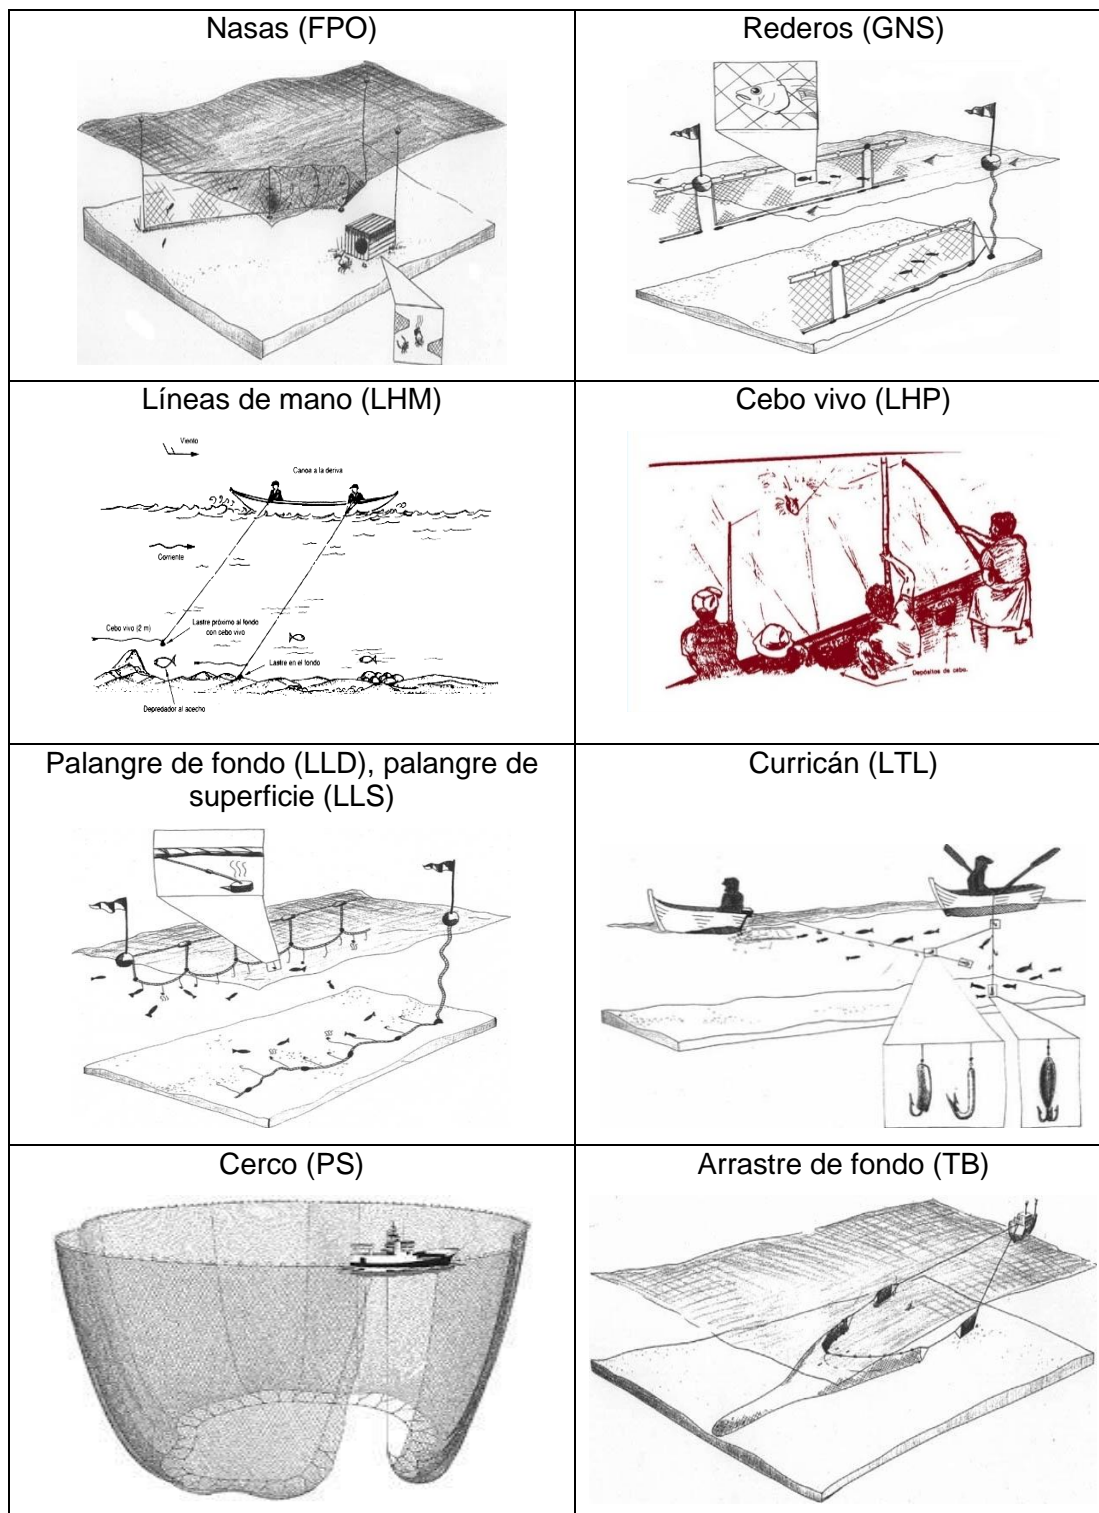 Nasas (FPO)
Rederos (GNS)
Líneas de mano (LHM)
Viento
Canoa a la deriva
Corriente
Cebo vivo (2 m)
Lastre próximo al fondo
con cebo vivo
Lastre en el fondo
Depredador al acecho
Cebo vivo (LHP)
Depósitos de cebo.
Palangre de fondo (LLD), palangre de
superficie (LLS)
Curricán (LTL)
Cerco (PS)
Arrastre de fondo (TB)